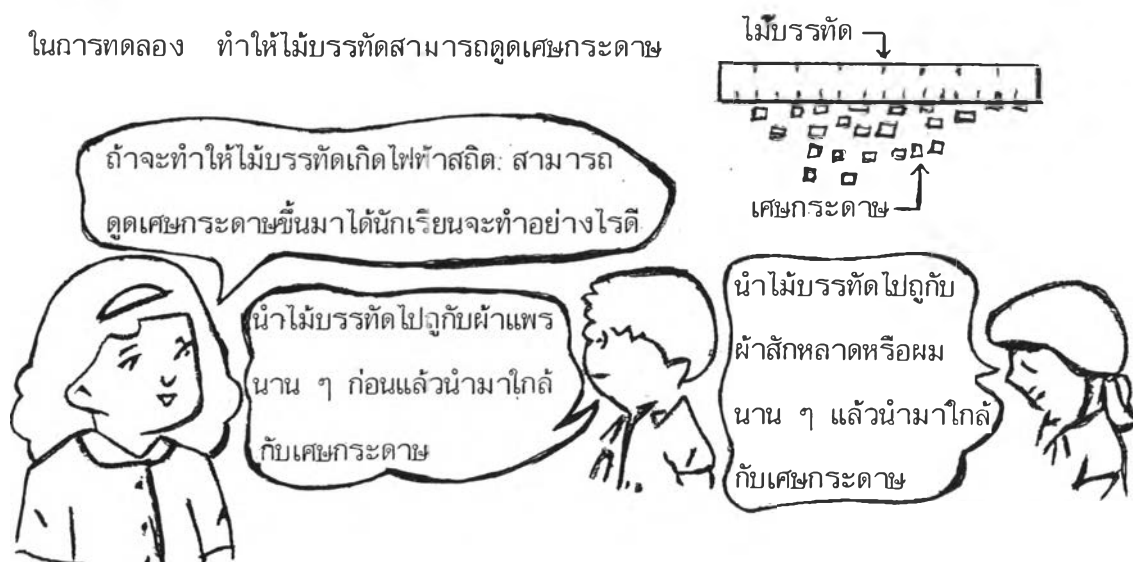 ในการทดลอง ทำให้ไม้บรรทัดสามารถดูดเศษกระดาษ
ไม้บรรทัด
เศษกระดาษ
ถ้าจะทำให้ไม้บรรทัดเกิดไฟฟ้าสถิต สามารถ
ดูดเศษกระดาษขึ้นมาได้นักเรียนจะทำอย่างไรดี
นำไม้บรรทัดไปถูกับผ้าแพร
นาน ๆ ก่อนแล้วนำมาใกล้
กับเศษกระดาษ
นำไม้บรรทัดไปถูกับ
ผ้าสักหลาดหรือผม
นาน ๆ แล้วนำมาใกล้
กับเศษกระดาษ